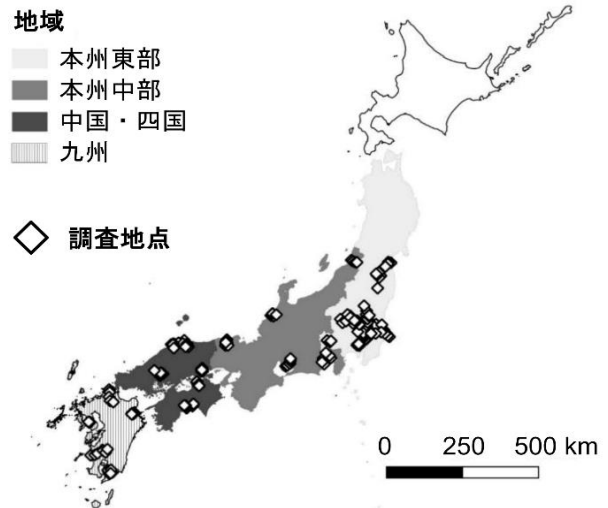 地域
本州東部
本州中部
中国・四国
九州
調査地点
0 250 500 km